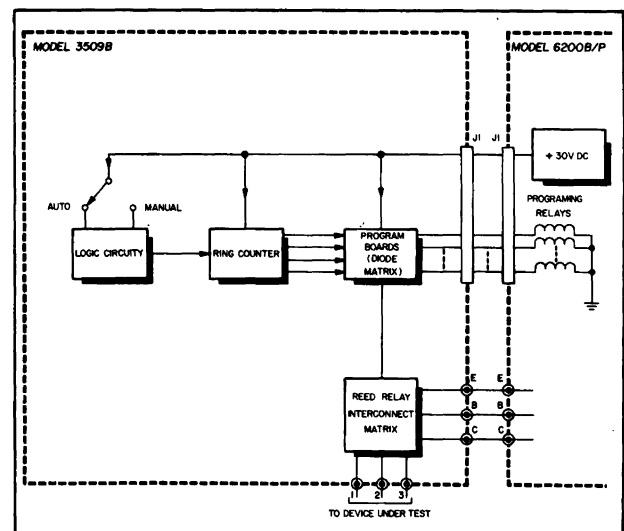 MODEL 3509B
MODEL 6200B/P
J1 J1
+ 30V DC
AUTO
MANUAL
PROGRAMING
RELAYS
LOGIC CIRCUITY
RING COUNTER
PROGRAM
BOARDS
(DIODE
MATRIX)
REED RELAY
INTERCONNECT
MATRIX
E E
B B
C C
1 2 3
TO DEVICE UNDER TEST